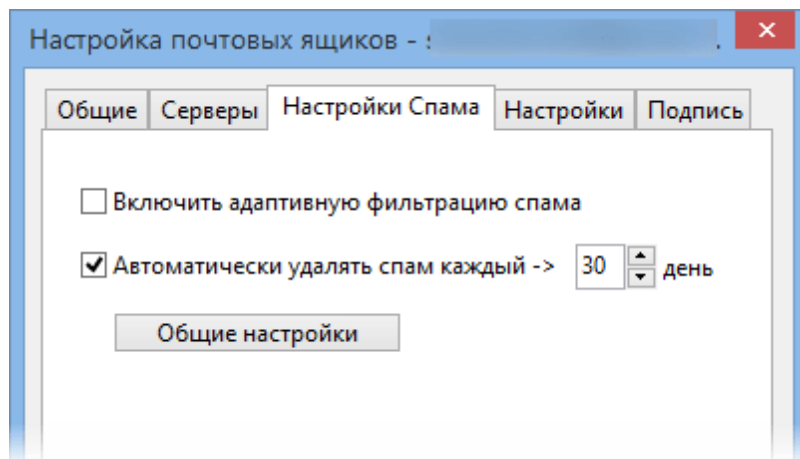 Настройка почтовых ящиков -
Общие Серверы Настройки Спама Настройки Подпись
Включить адаптивную фильтрацию спама
Автоматически удалять спам каждый -> 30 день
Общие настройки